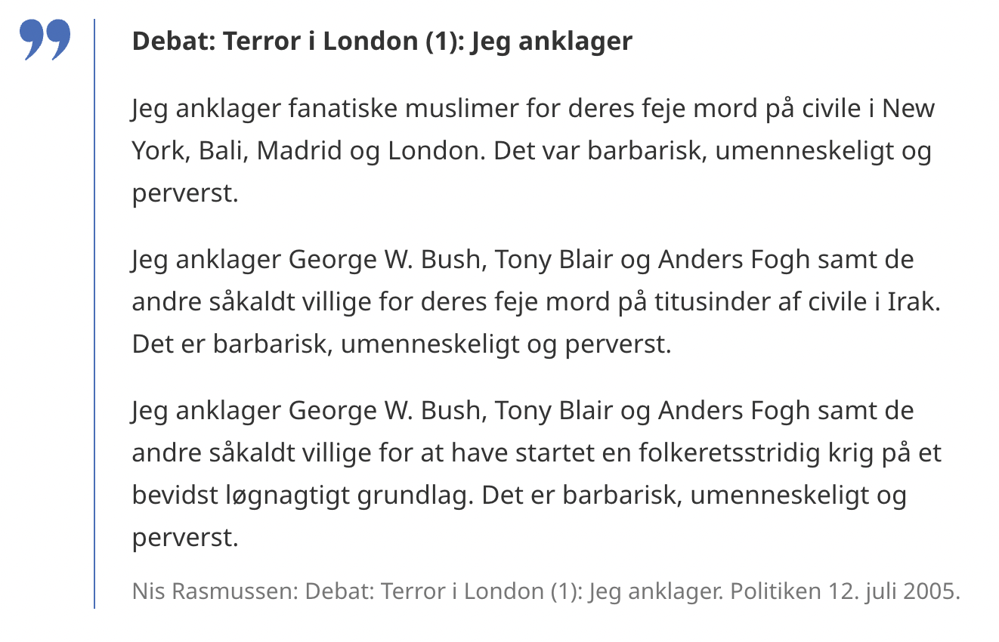 Debat: Terror i London (1): Jeg anklager
Jeg anklager fanatiske muslimer for deres feje mord på civile i New
York, Bali, Madrid og London. Det var barbarisk, umenneskeligt og
perverst.
Jeg anklager George W. Bush, Tony Blair og Anders Fogh samt de
andre såkaldt villige for deres feje mord på titusinder af civile i Irak.
Det er barbarisk, umenneskeligt og perverst.
Jeg anklager George W. Bush, Tony Blair og Anders Fogh samt de
andre såkaldt villige for at have startet en folkeretsstridig krig på et
bevidst løgnagtigt grundlag. Det er barbarisk, umenneskeligt og
perverst.
Nis Rasmussen: Debat: Terror i London (1): Jeg anklager. Politiken 12. juli 2005.